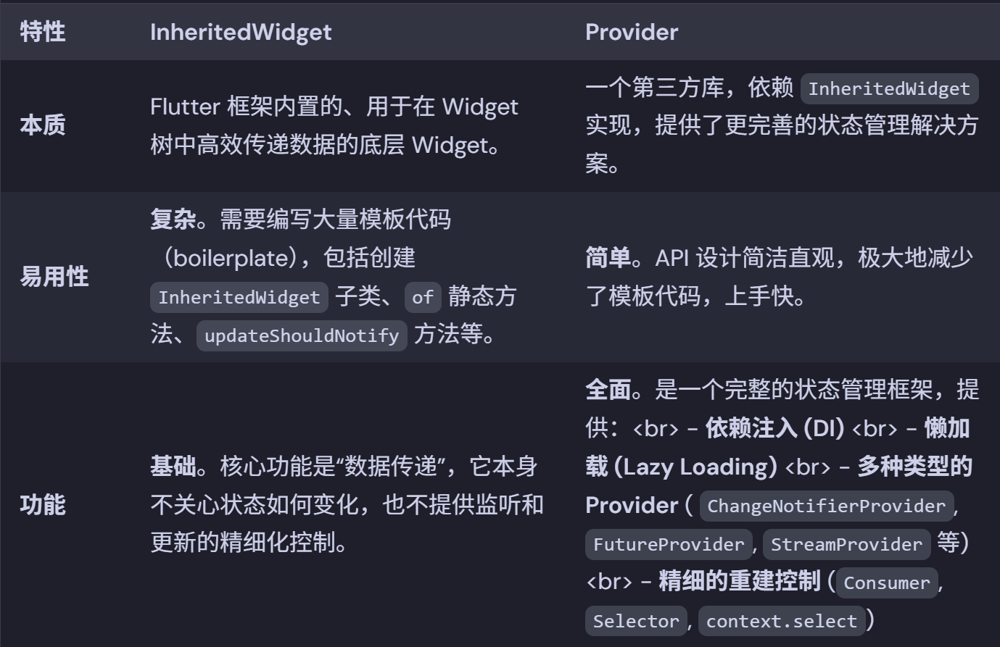 特性 InheritedWidget Provider
本质
Flutter 框架内置的、用于在 Widget
树中高效传递数据的底层 Widget。
一个第三方库，依赖 InheritedWidget
实现，提供了更完善的状态管理解决方
案。
易用性
复杂。需要编写大量模板代码
（boilerplate），包括创建
InheritedWidget 子类、 of 静态方
法、 updateShouldNotify 方法等。
简单。API 设计简洁直观，极大地减少
了模板代码，上手快。
功能
基础。核心功能是“数据传递”，它本身
不关心状态如何变化，也不提供监听和
更新的精细化控制。
全面。是一个完整的状态管理框架，提
供：<br> - 依赖注入 (DI) <br> - 懒加
载 (Lazy Loading) <br> - 多种类型的
Provider ( ChangeNotifierProvider,
FutureProvider, StreamProvider 等)
<br> - 精细的重建控制 (Consumer,
Selector, context.select)